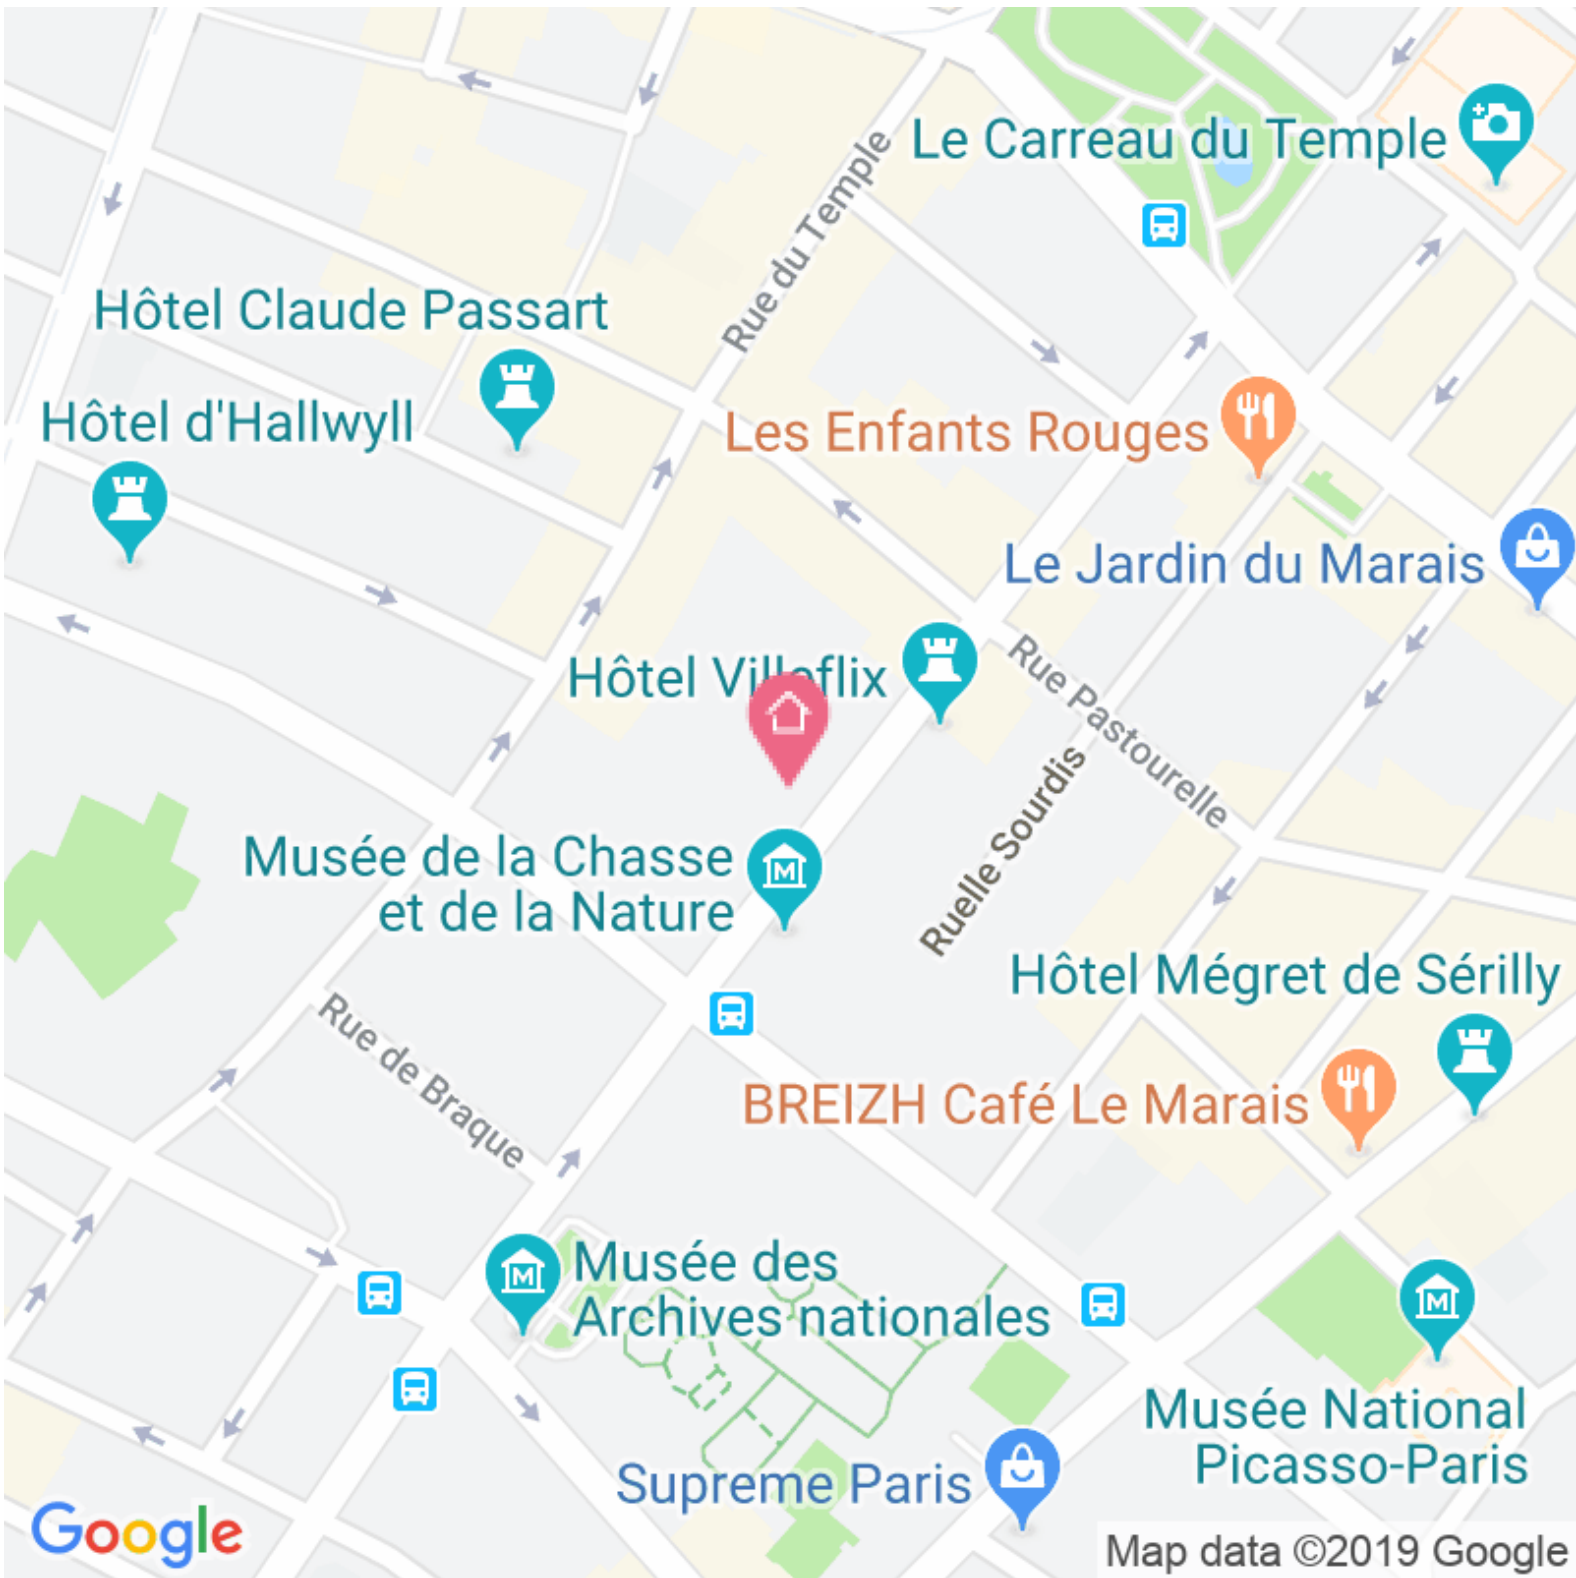 Le Carreau du Temple
Rue du Temple
Hôtel Claude Passart
Hôtel d'Hallwyll
Les Enfants Rouges
Le Jardin du Marais
Hôtel Villeflix
Rue Pastourelle
Ruelle Sourdis
Musée de la Chasse
et de la Nature
Hôtel Mégret de Sérilly
Rue de Braque
BREIZH Café Le Marais
Musée des
Archives nationales
Musée National
Picasso-Paris
Supreme Paris
Google
Map data ©2019 Google